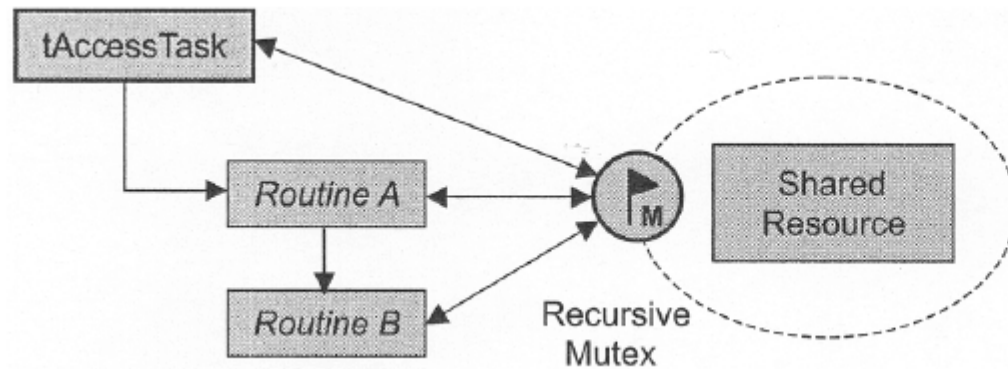 tAccessTask
Routine A
Routine B
M
Recursive
Mutex
Shared
Resource